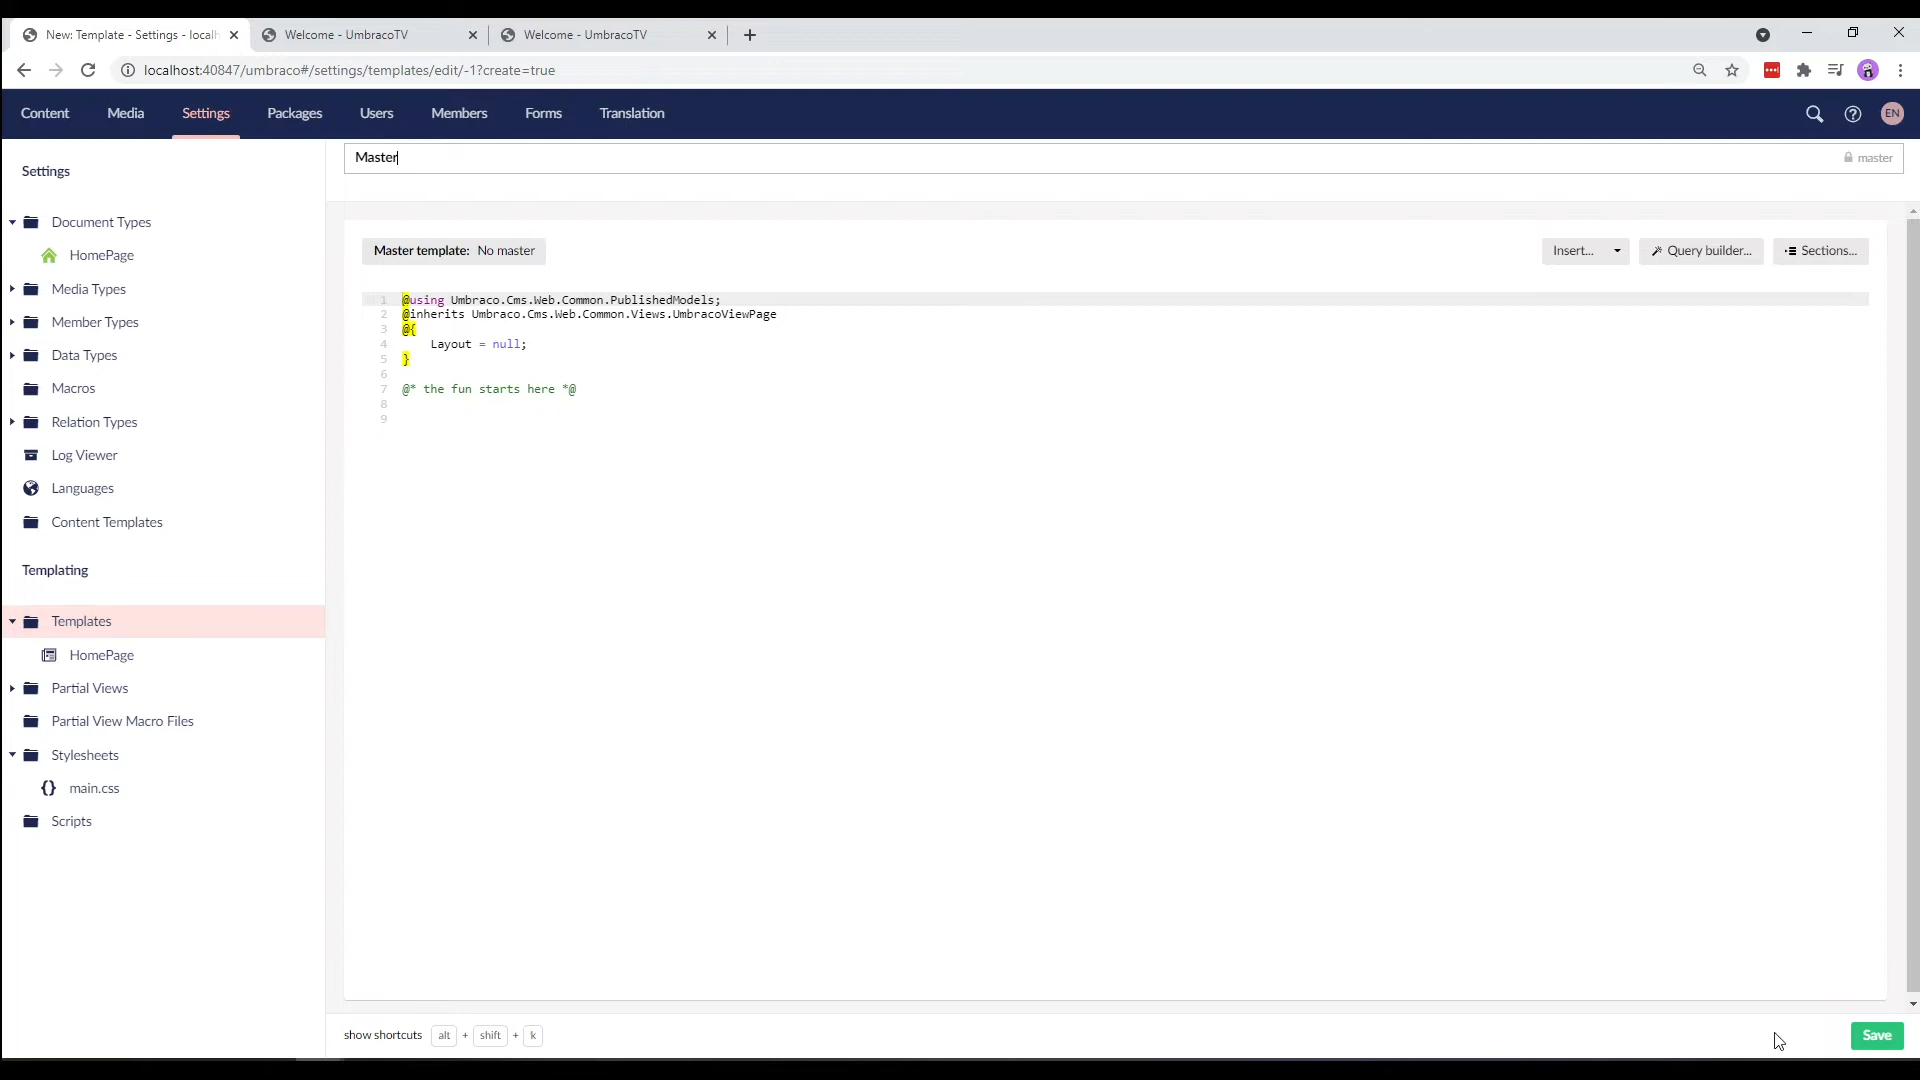 New: Template - Settings - localh
Welcome - UmbracoTV
Welcome - UmbracoTV
localhost:40847/umbraco#/settings/templates/edit/-1?create=true
Content Media Settings Packages Users Members Forms Translation
EN
Settings
Document Types
HomePage
Media Types
Member Types
Data Types
Macros
Relation Types
Log Viewer
Languages
Content Templates
Templating
Templates
HomePage
Partial Views
Partial View Macro Files
Stylesheets
main.css
Scripts
Master
master
Master template: No master
Insert... Query builder... Sections...
1 @using Umbraco.Cms.Web.Common.PublishedModels;
2 @inherits Umbraco.Cms.Web.Common.Views.UmbracoViewPage
3 @{
4 Layout = null;
5 }
6
7 @* the fun starts here *@
8
9
show shortcuts alt + shift + k
Save